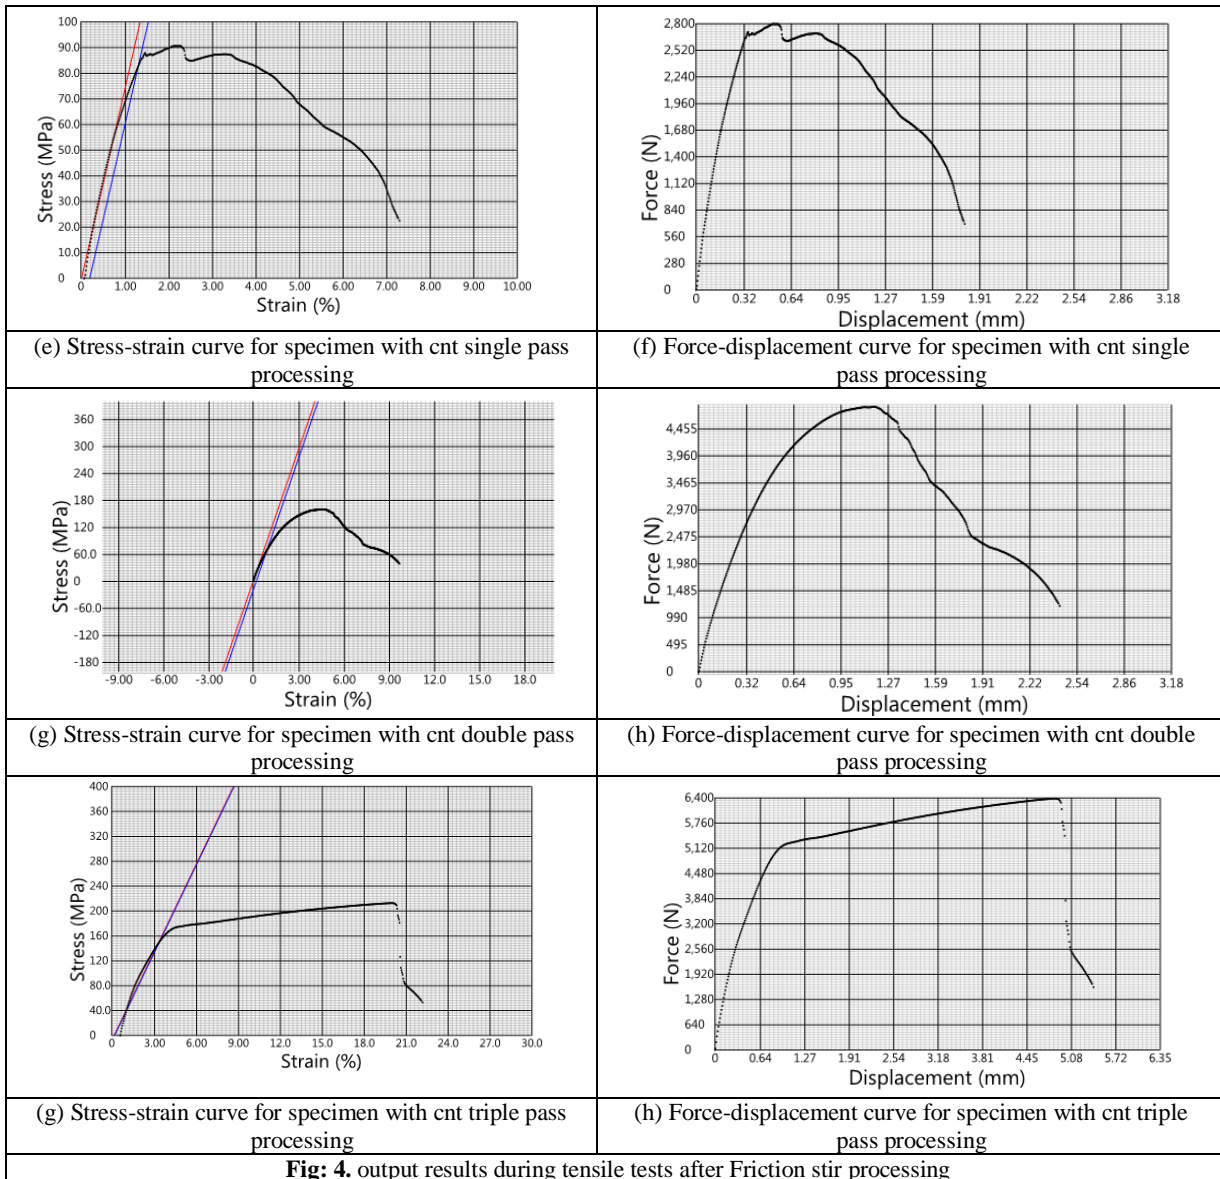 100
90.0
80.0
70.0
60.0
50.0
40.0
30.0
20.0
10.0
0
Stress (MPa)
0 1.00 2.00 3.00 4.00 5.00 6.00 7.00 8.00 9.00 10.00
Strain (%)
2,800
2,520
2,240
1,960
1,680
1,400
1,120
840
560
280
0
Force (N)
0 0.32 0.64 0.95 1.27 1.59 1.91 2.22 2.54 2.86 3.18
Displacement (mm)
(e) Stress-strain curve for specimen with cnt single pass
processing
(f) Force-displacement curve for specimen with cnt single
pass processing
360
300
240
180
120
60.0
0
-60.0
-120
-180
Stress (MPa)
-9.00 -6.00 -3.00 0 3.00 6.00 9.00 12.0 15.0 18.0
Strain (%)
4,455
3,960
3,465
2,970
2,475
1,980
1,485
990
495
0
Force (N)
0 0.32 0.64 0.95 1.27 1.59 1.91 2.22 2.54 2.86 3.18
Displacement (mm)
(g) Stress-strain curve for specimen with cnt double pass
processing
(h) Force-displacement curve for specimen with cnt double
pass processing
400
360
320
280
240
200
160
120
80.0
40.0
0
Stress (MPa)
0 3.00 6.00 9.00 12.0 15.0 18.0 21.0 24.0 27.0 30.0
Strain (%)
6,400
5,760
5,120
4,480
3,840
3,200
2,560
1,920
1,280
640
0
Force (N)
0 0.64 1.27 1.91 2.54 3.18 3.81 4.45 5.08 5.72 6.35
Displacement (mm)
(g) Stress-strain curve for specimen with cnt triple pass
processing
(h) Force-displacement curve for specimen with cnt triple
pass processing
Fig: 4. output results during tensile tests after Friction stir processing